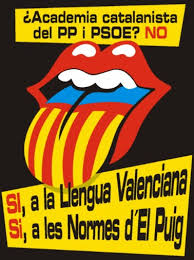 ¿Academia catalanista
del PP i PSOE? NO
Sí, a la Llengua Valenciana
Sí, a les Normes d'El Puig